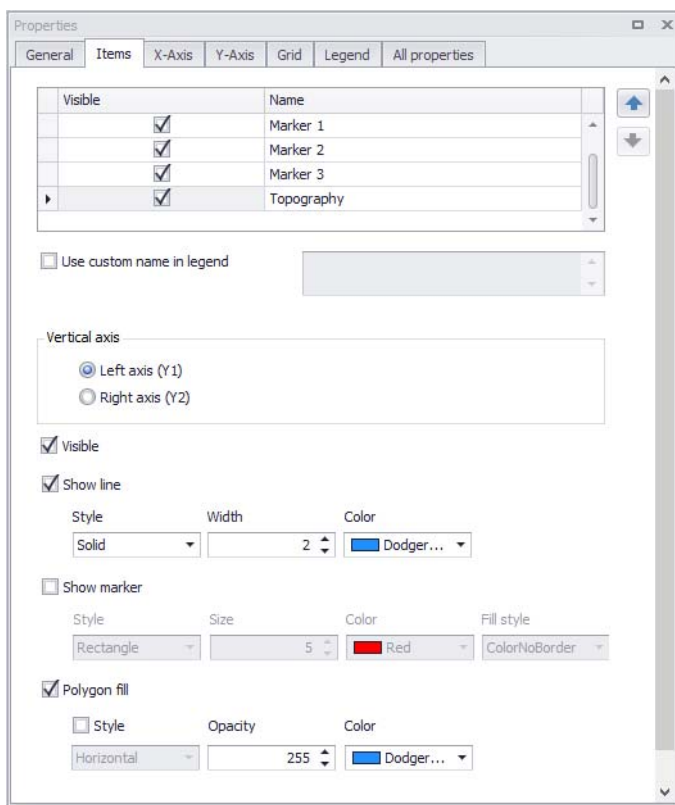 Properties
General Items X-Axis Y-Axis Grid Legend All properties
Visible Name
Marker 1
Marker 2
Marker 3
Topography
Use custom name in legend
Vertical axis
Left axis (Y1)
Right axis (Y2)
Visible
Show line
Style Width Color
Solid 2 Dodger...
Show marker
Style Size Color Fill style
Rectangle 5 Red ColorNoBorder
Polygon fill
Style Opacity Color
Horizontal 255 Dodger...